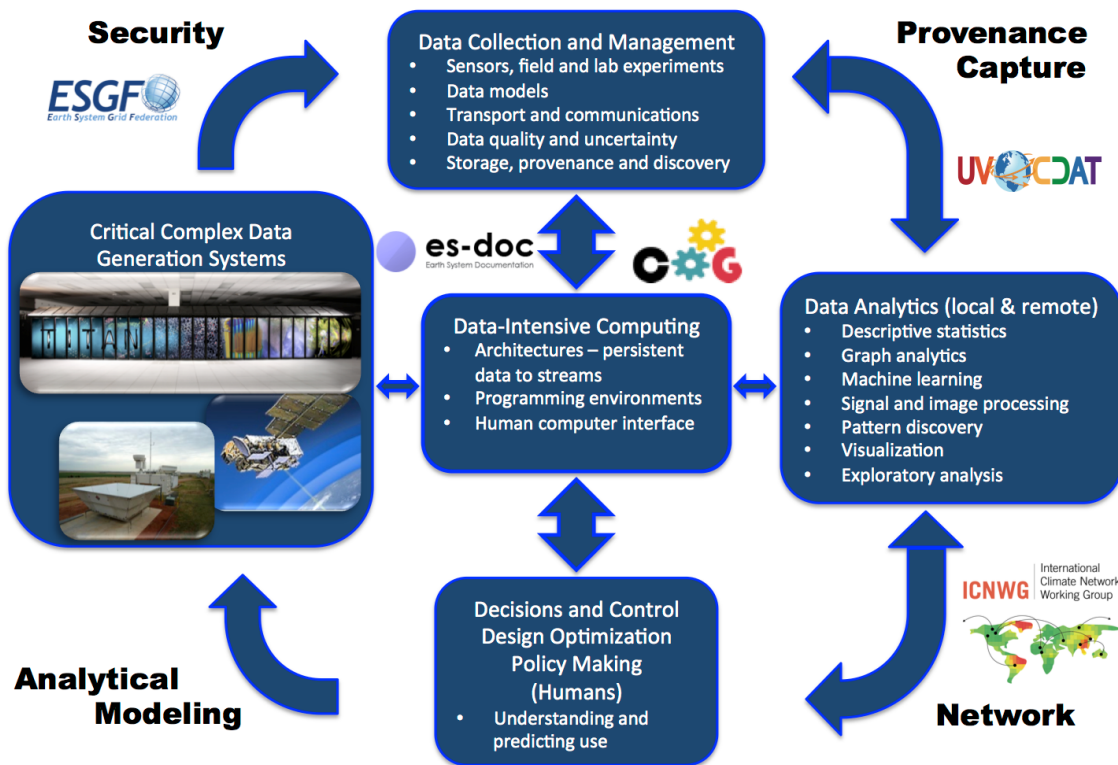 Security
ESGF
Earth System Grid Federation
Data Collection and Management
• Sensors, field and lab experiments
• Data models
• Transport and communications
• Data quality and uncertainty
• Storage, provenance and discovery
Provenance
Capture
UV CDAT
Critical Complex Data
Generation Systems
TITAN
es-doc
Earth System Documentation
COG
Data-Intensive Computing
• Architectures – persistent
data to streams
• Programming environments
• Human computer interface
Data Analytics (local & remote)
• Descriptive statistics
• Graph analytics
• Machine learning
• Signal and image processing
• Pattern discovery
• Visualization
• Exploratory analysis
Decisions and Control
Design Optimization
Policy Making
(Humans)
• Understanding and
predicting use
ICNWG
International
Climate Network
Working Group
Analytical
Modeling
Network